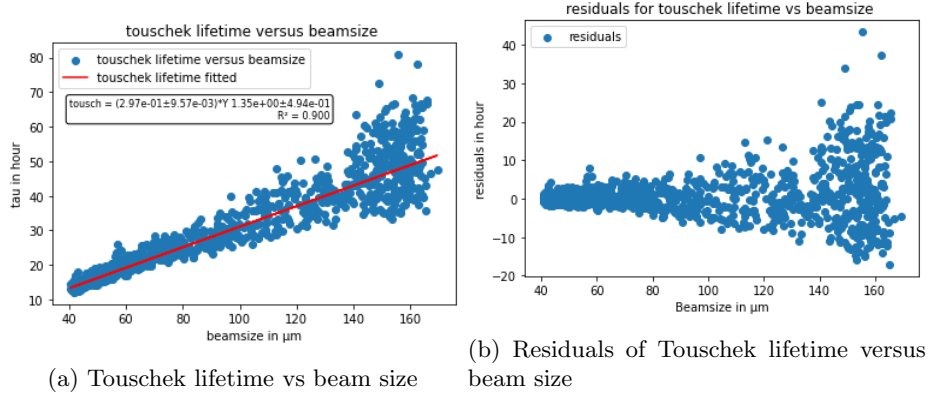 touschek lifetime versus beamsize
tau in hour
80
70
60
50
40
30
20
10
touschek lifetime versus beamsize
touschek lifetime fitted
tousch = (2.97e-01±9.57e-03)*Y 1.35e+00±4.94e-01
R² = 0.900
40 60 80 100 120 140 160
beamsize in μm
(a) Touschek lifetime vs beam size
residuals for touschek lifetime vs beamsize
residuals in hour
40
30
20
10
0
−10
−20
residuals
40 60 80 100 120 140 160
Beamsize in μm
(b) Residuals of Touschek lifetime versus
beam size